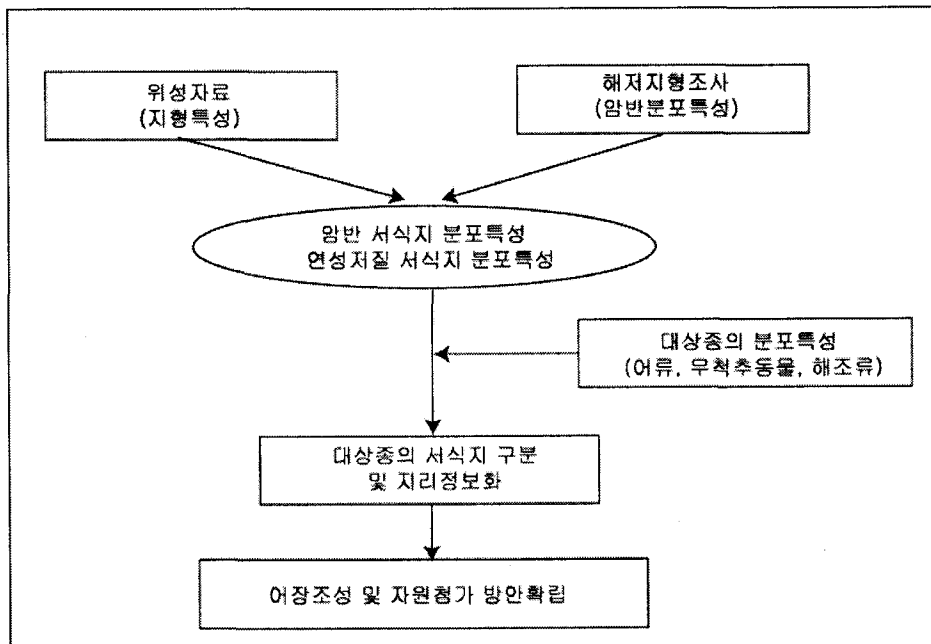 위성자료
(지형특성)
해저지형조사
(암반분포특성)
암반 서식지 분포특성
연성저질 서식지 분포특성
대상종의 분포특성
(어류, 우척추동물, 해조류)
대상종의 서식지 구분
및 지리정보화
어장조성 및 자원첨가 방안확립